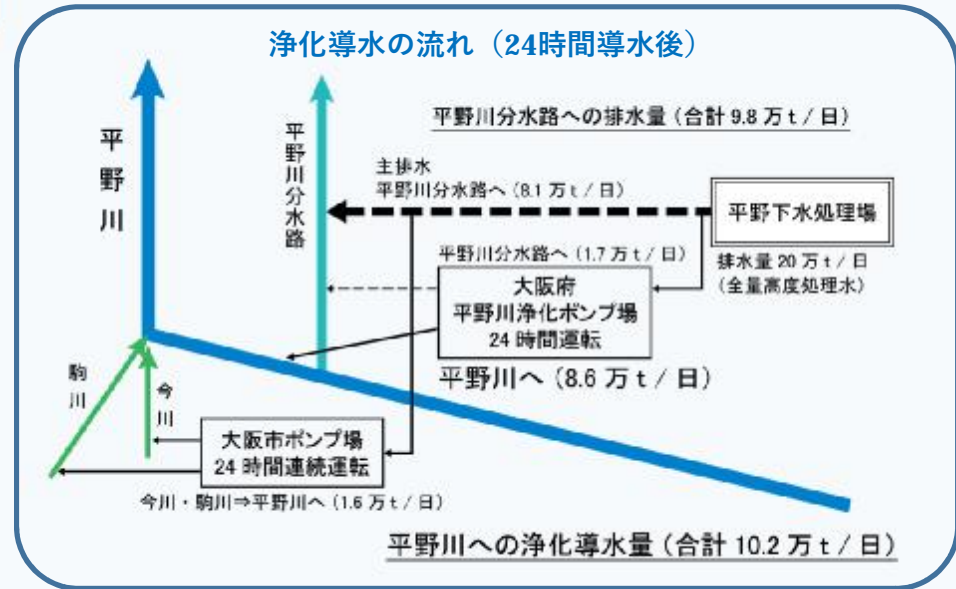 浄化導水の流れ（24時間導水後）
平野川
平野川分水路
平野川分水路への排水量（合計 9.8 万 t / 日）
主排水
平野川分水路へ（8.1 万 t / 日）
平野下水処理場
排水量 20 万 t / 日
（全量高度処理水）
平野川分水路へ（1.7 万 t / 日）
大阪府
平野川浄化ポンプ場
24 時間運転
平野川へ（8.6 万 t / 日）
駒川
今川
大阪市ポンプ場
24 時間連続運転
今川・駒川⇒平野川へ（1.6 万 t / 日）
平野川への浄化導水量（合計 10.2 万 t / 日）